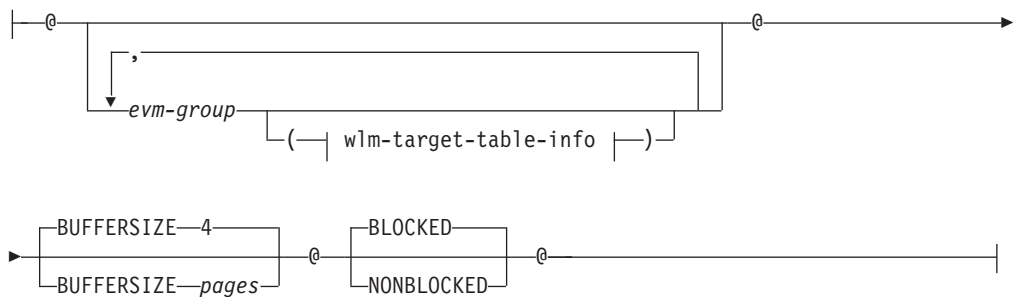 @ @
,
evm-group
( wlm-target-table-info )
BUFFERSIZE 4 BLOCKED
@ @
BUFFERSIZE pages NONBLOCKED